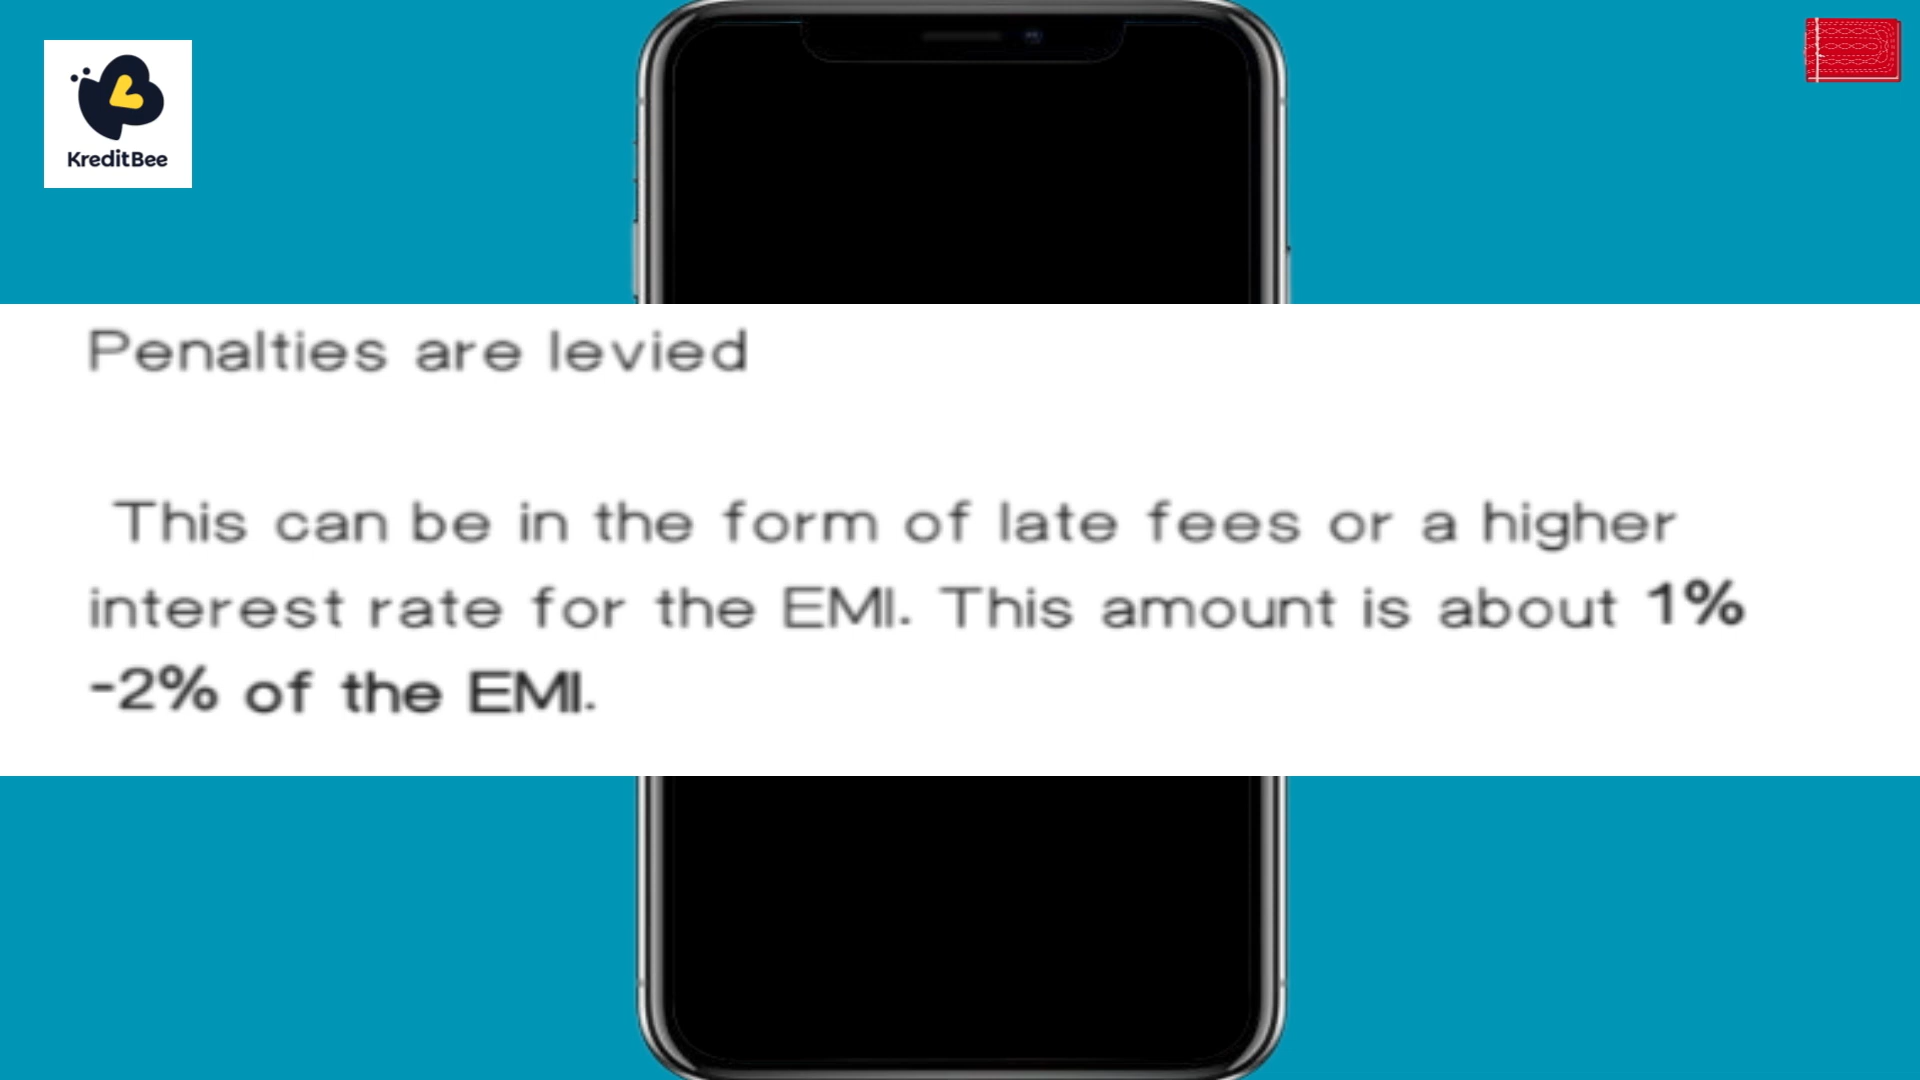 KreditBee
Penalties are levied
This can be in the form of late fees or a higher
interest rate for the EMI. This amount is about 1%
-2% of the EMI.